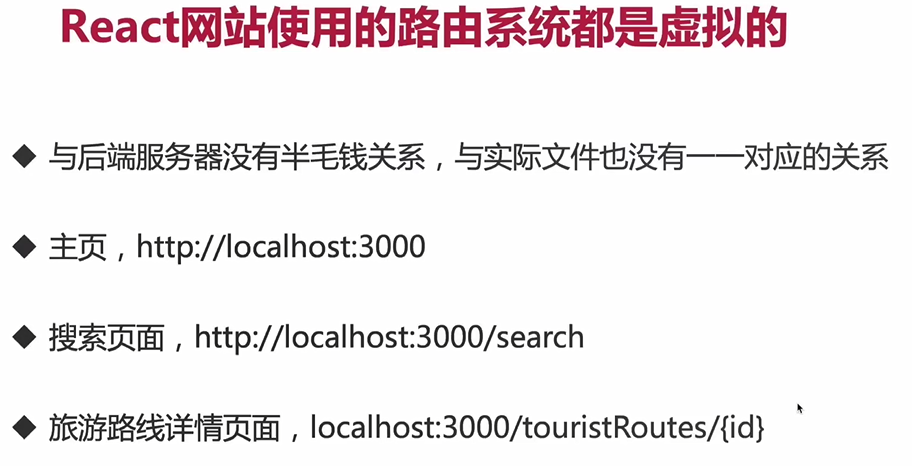 React网站使用的路由系统都是虚拟的
◆ 与后端服务器没有半毛钱关系，与实际文件也没有一一对应的关系
◆ 主页，http://localhost:3000
◆ 搜索页面，http://localhost:3000/search
◆ 旅游路线详情页面，localhost:3000/touristRoutes/{id}